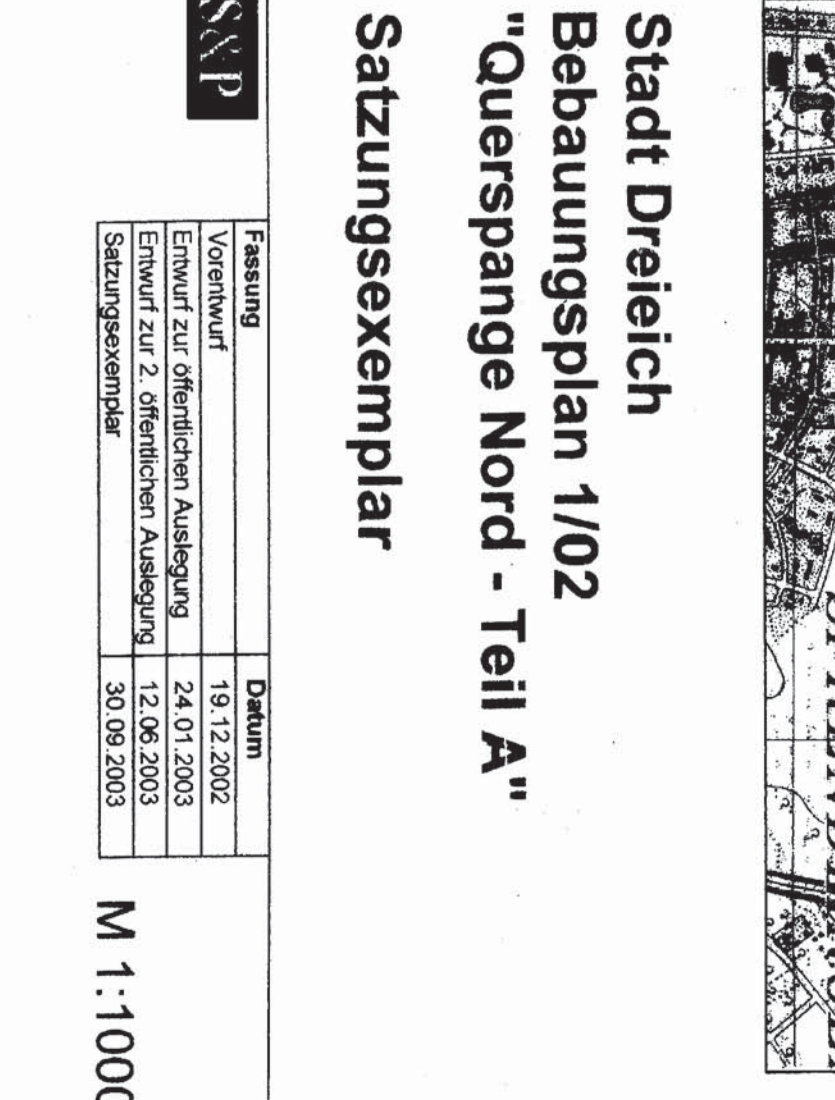 Stadt Dreieich
Bebauungsplan 1/02
"Querspange Nord - Teil A"
Satzungsexemplar
S&P
Fassung Datum
Vorentwurf 19.12.2002
Entwurf zur öffentlichen Auslegung 24.01.2003
Entwurf zur 2. öffentlichen Auslegung 12.06.2003
Satzungsexemplar 30.09.2003
M 1:1000